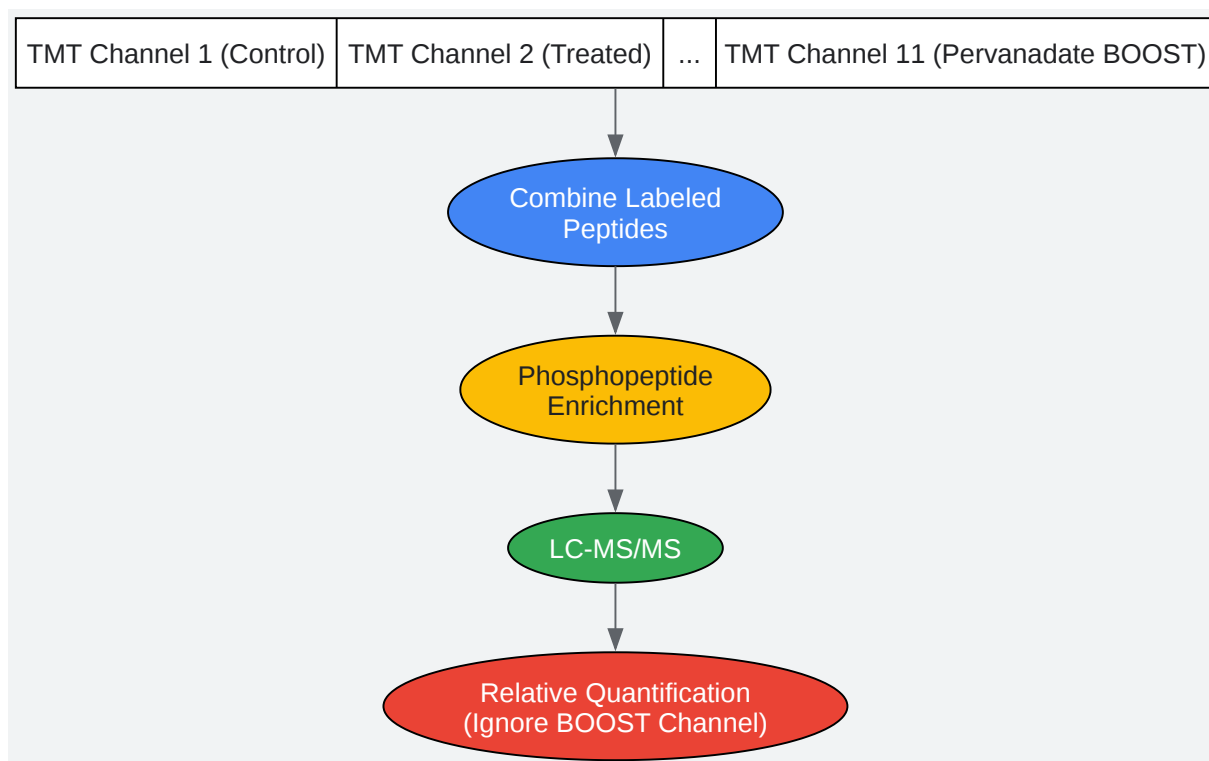 TMT Channel 1 (Control) TMT Channel 2 (Treated) ... TMT Channel 11 (Pervanadate BOOST)
Combine Labeled
Peptides
Phosphopeptide
Enrichment
LC-MS/MS
Relative Quantification
(Ignore BOOST Channel)